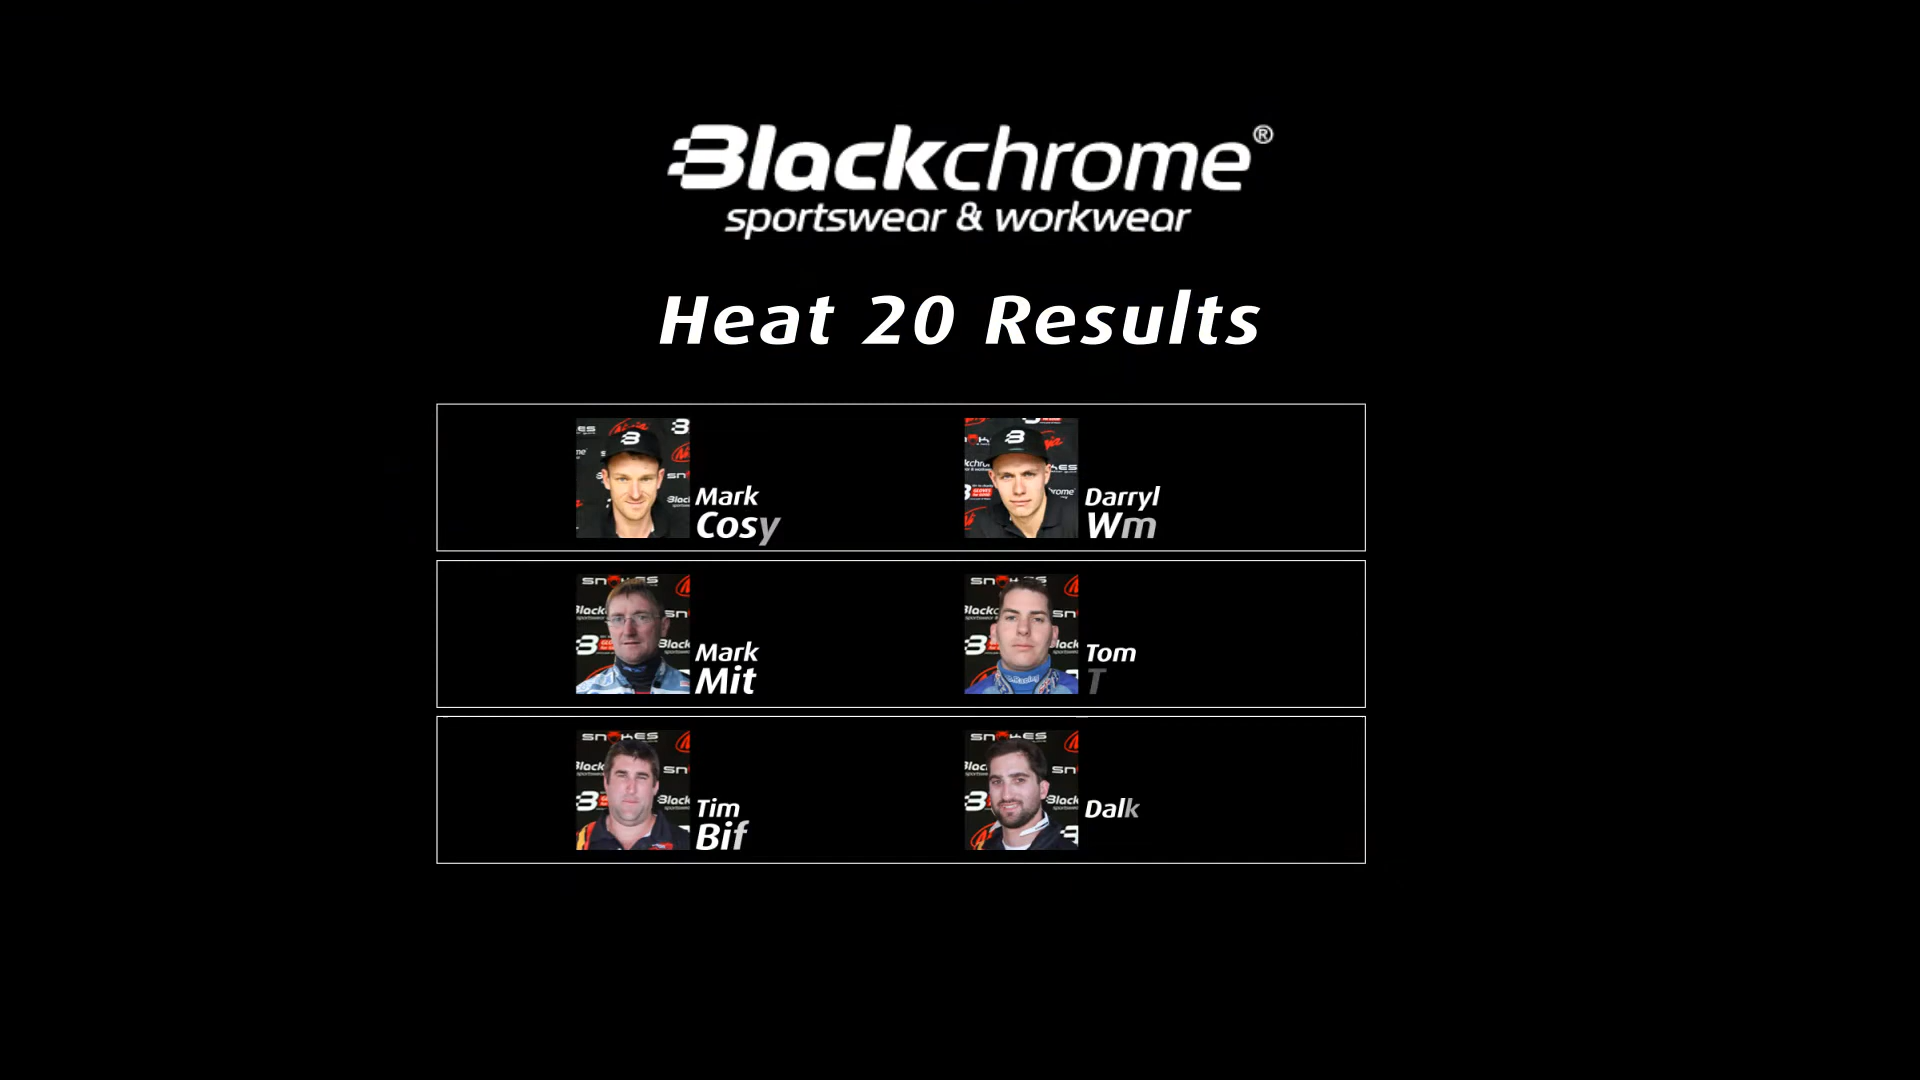 Blackchrome®
sportswear & workwear
Heat 20 Results
Mark
Cosy
Darryl
Wm
Mark
Mit
Tom
T
Tim
Bif
Dalk